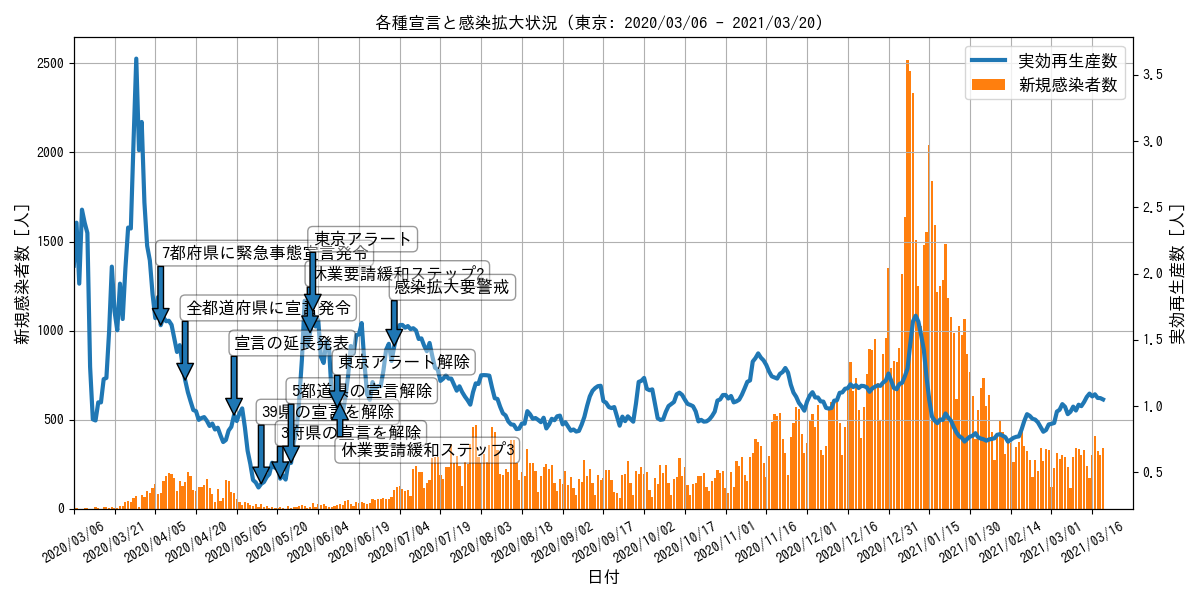 各種宣言と感染拡大状況 (東京: 2020/03/06 - 2021/03/20)
実効再生産数
新規感染者数
2500
2000
1500
1000
500
0
新規感染者数 [人]
3.5
3.0
2.5
2.0
1.5
1.0
0.5
実効再生産数 [人]
東京アラート
7都府県に緊急事態宣言発令
休業要請緩和ステップ2
感染拡大要警戒
全都道府県に宣言発令
宣言の延長発表
東京アラート解除
5都道県の宣言解除
39県の宣言を解除
3府県の宣言を解除
休業要請緩和ステップ3
2020/03/06
2020/03/21
2020/04/05
2020/04/20
2020/05/05
2020/05/20
2020/06/04
2020/06/19
2020/07/04
2020/07/19
2020/08/03
2020/08/18
2020/09/02
2020/09/17
2020/10/02
2020/10/17
2020/11/01
2020/11/16
2020/12/01
2020/12/16
2020/12/31
2021/01/15
2021/01/30
2021/02/14
2021/03/01
2021/03/16
日付